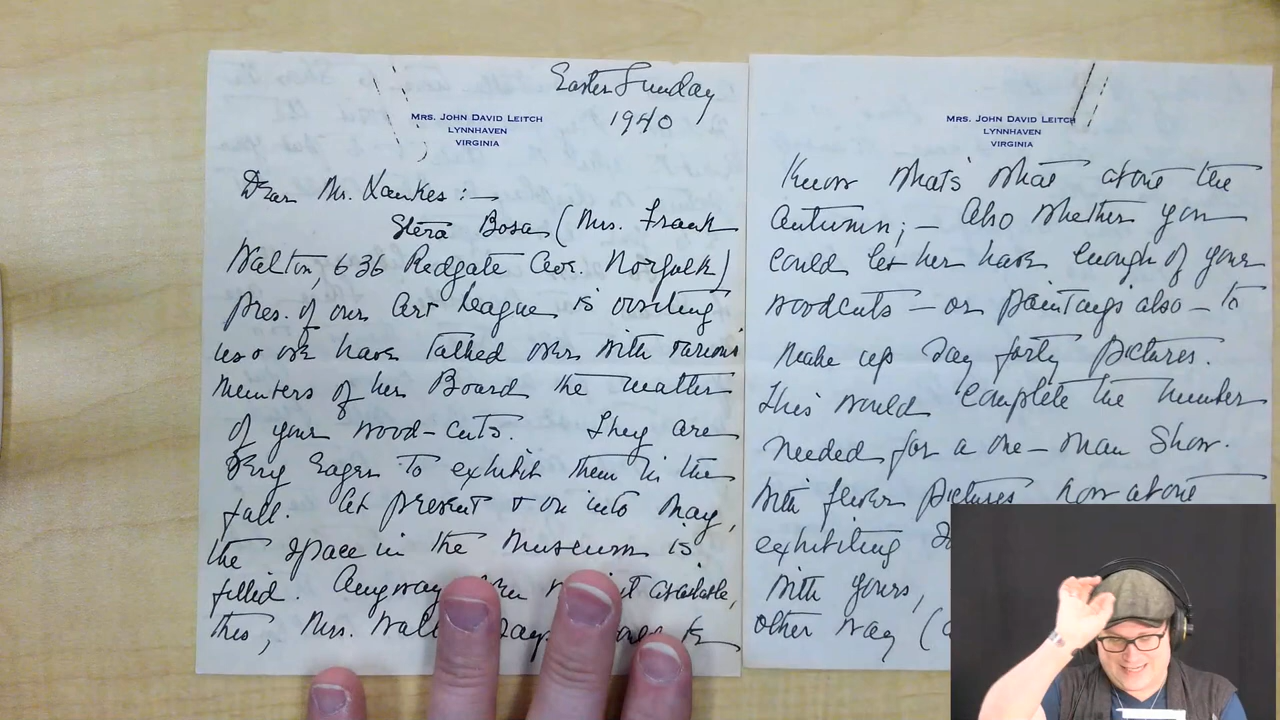 Easter Sunday
1940
MRS. JOHN DAVID LEITCH
LYNNHAVEN
VIRGINIA
Dear Mr. Lankes :—
Bosa (Mrs. Frank
Walton, 636 Redgate Ave. Norfolk)
pres. of our Art League is visiting
us & we have talked over with various
members of her Board the matter
of your wood-cuts. They are
very eager to exhibit them in the
fall. At present & on into May,
the space in the Museum is
filled. Anyway available,
this, Mrs. to
MRS. JOHN DAVID LEITCH
LYNNHAVEN
VIRGINIA
Know what's what about the
Autumn; — Also whether you
could let her have enough of your
woodcuts — or paintings also — to
make up say forty pictures.
This would complete the number
needed for a one-man show.
With fewer pictures how about
exhibiting
with yours,
other way